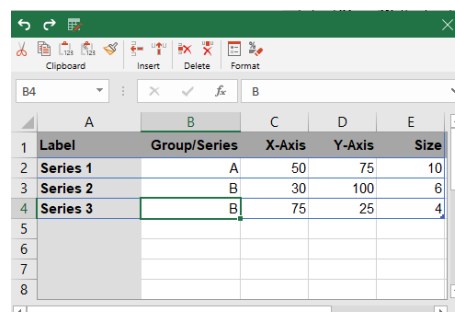 Clipboard Insert Delete Format
B4 fx B
A B C D E
1 Label Group/Series X-Axis Y-Axis Size
2 Series 1 A 50 75 10
3 Series 2 B 30 100 6
4 Series 3 B 75 25 4
5
6
7
8